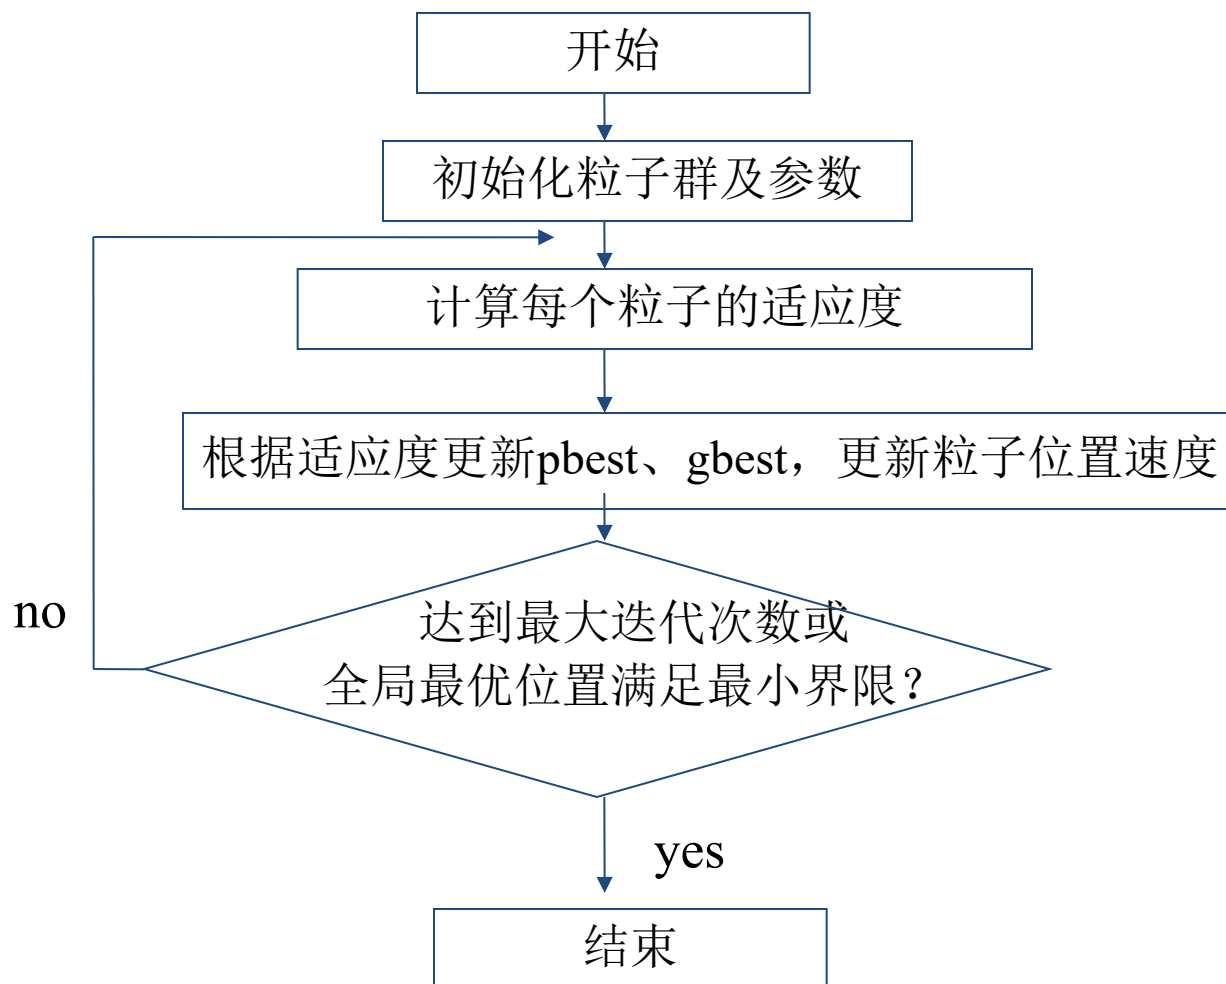 开始
初始化粒子群及参数
计算每个粒子的适应度
根据适应度更新pbest、gbest，更新粒子位置速度
no
达到最大迭代次数或
全局最优位置满足最小界限？
yes
结束